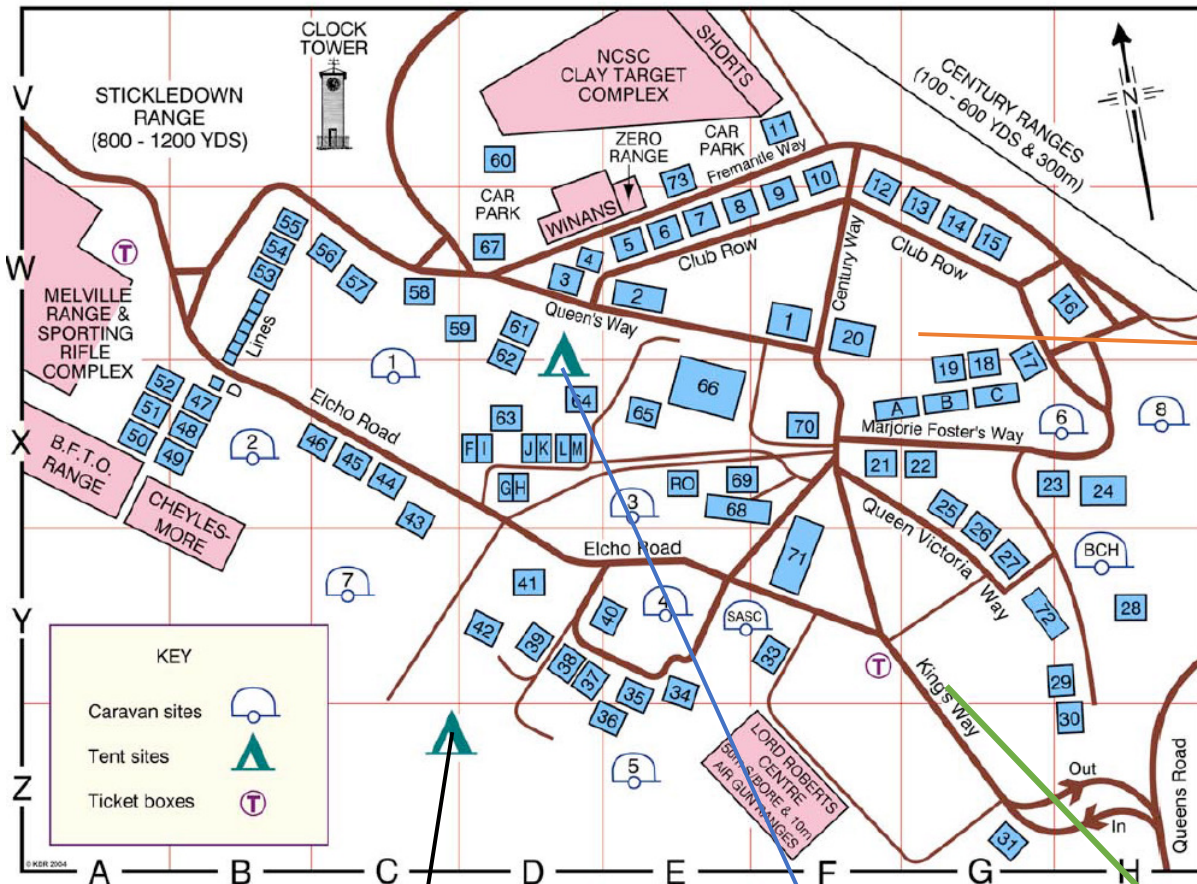 CLOCK
TOWER
NCSC
CLAY TARGET
COMPLEX
SHORTS
CENTURY RANGES
(100 - 600 YDS & 300m)
N
V
STICKLEDOWN
RANGE
(800 - 1200 YDS)
60
ZERO
RANGE
CAR
PARK
11
Fremantle Way
73
CAR
PARK
WINANS
67
5
6
7
8
9
10
12
13
14
15
55
54
53
56
57
58
T
W
MELVILLE
RANGE &
SPORTING
RIFLE
COMPLEX
Lines
D
3
4
2
Club Row
Century Way
Club Row
16
Queen's Way
59
61
62
1
20
1
19
18
17
52
51
50
47
48
49
Elcho Road
64
66
63
65
70
A
B
C
6
8
Marjorie Foster's Way
X
B.F.T.O.
RANGE
CHEYLES-
MORE
2
46
45
44
43
F
I
J
K
L
M
G
H
3
RO
69
68
21
22
23
24
25
26
27
Queen Victoria
Way
Elcho Road
71
BCH
7
41
Y
42
39
38
37
40
4
SASC
33
72
28
T
36
35
34
29
30
King's Way
KEY
Caravan sites
Tent sites
Ticket boxes
T
Z
5
LORD ROBERTS
CENTRE
50m S/BORE & 10m
AIR GUN RANGES
Out
In
31
Queens Road
© KBR 2004
A
B
C
D
E
F
G
H